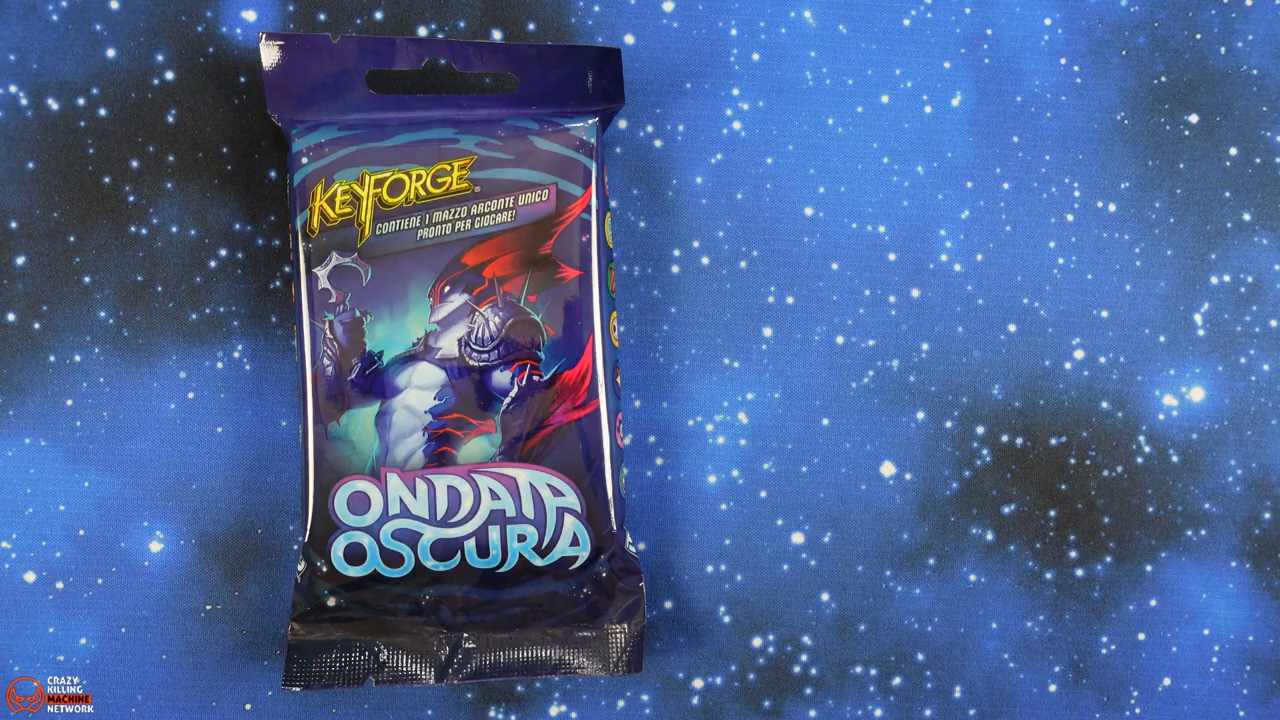 KEYFORGE
CONTIENE 1 MAZZO ARCONTE UNICO
PRONTO PER GIOCARE!
ONDATA
OSCURA
CRAZY
KILLING
MACHINE
NETWORK